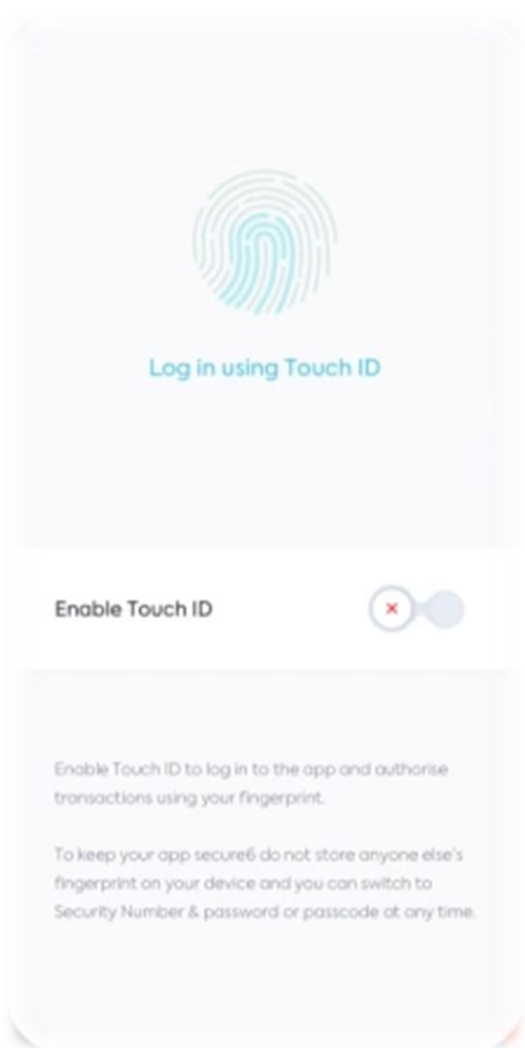 Log in using Touch ID
Enable Touch ID
Enable Touch ID to log in to the app and authorise
transactions using your fingerprint.
To keep your app secure6 do not store anyone else's
fingerprint on your device and you can switch to
Security Number & password or passcode at any time.